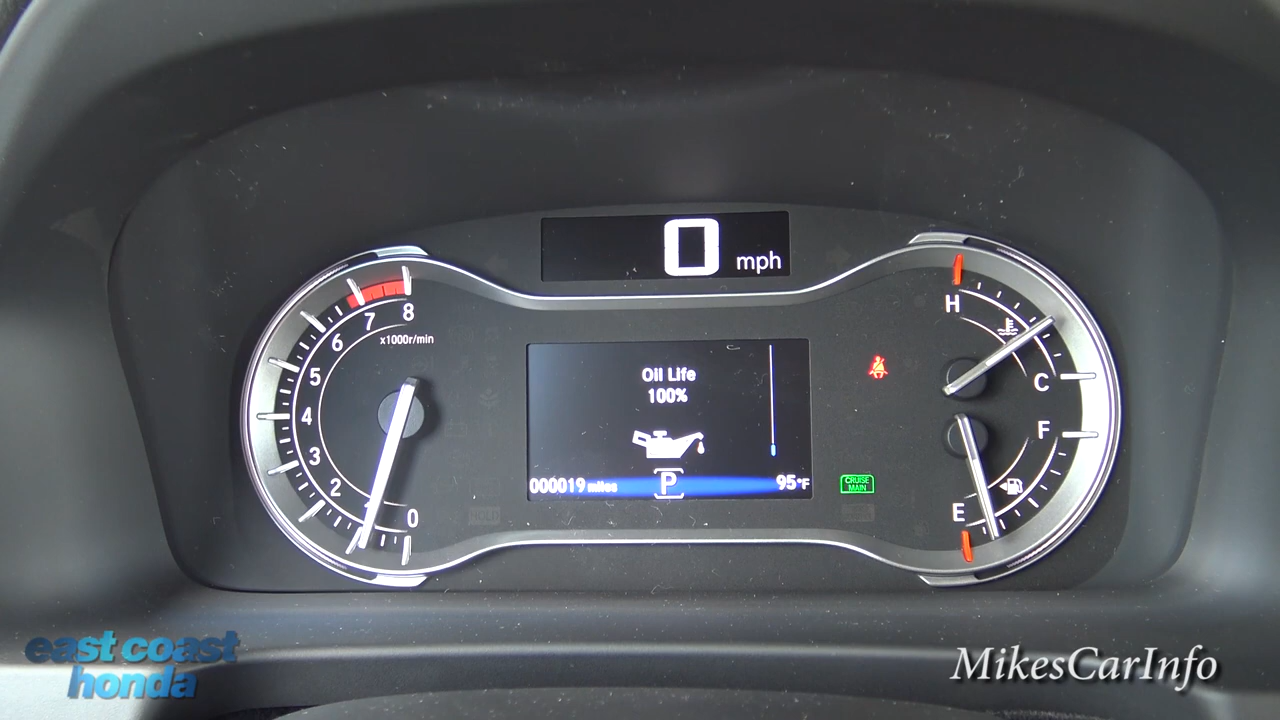 0 mph
8
7
6
x1000r/min
5
4
3
2
0
Oil Life
100%
000019 miles P 95°F
CRUISE
MAIN
H
C
F
E
HOLD
east coast
honda
MikesCarInfo